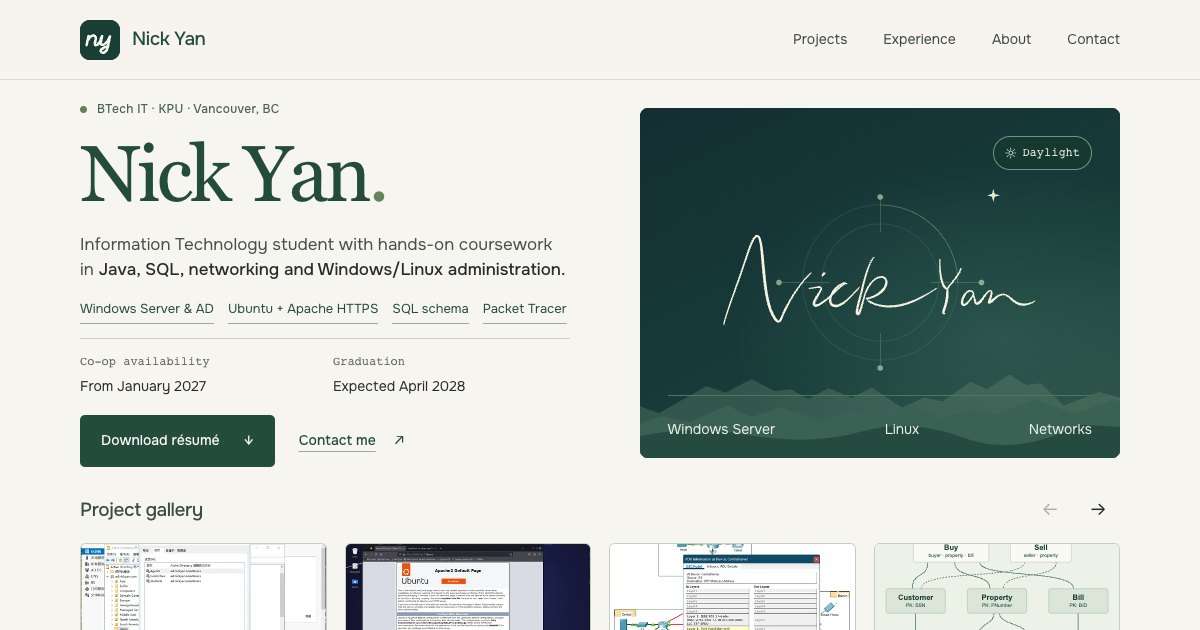 ny Nick Yan
Projects Experience About Contact
BTech IT · KPU · Vancouver, BC
Nick Yan.
Information Technology student with hands-on coursework
in Java, SQL, networking and Windows/Linux administration.
Windows Server & AD Ubuntu + Apache HTTPS SQL schema Packet Tracer
Co-op availability Graduation
From January 2027 Expected April 2028
Download résumé ↓ Contact me ↗
Daylight
Nick Yan
Windows Server Linux Networks
Project gallery ← →
Apache2 Default Page
Ubuntu
Buy Sell
buyer · property · bill seller · property
Customer Property Bill
PK: SSN PK: PNumber PK: BID